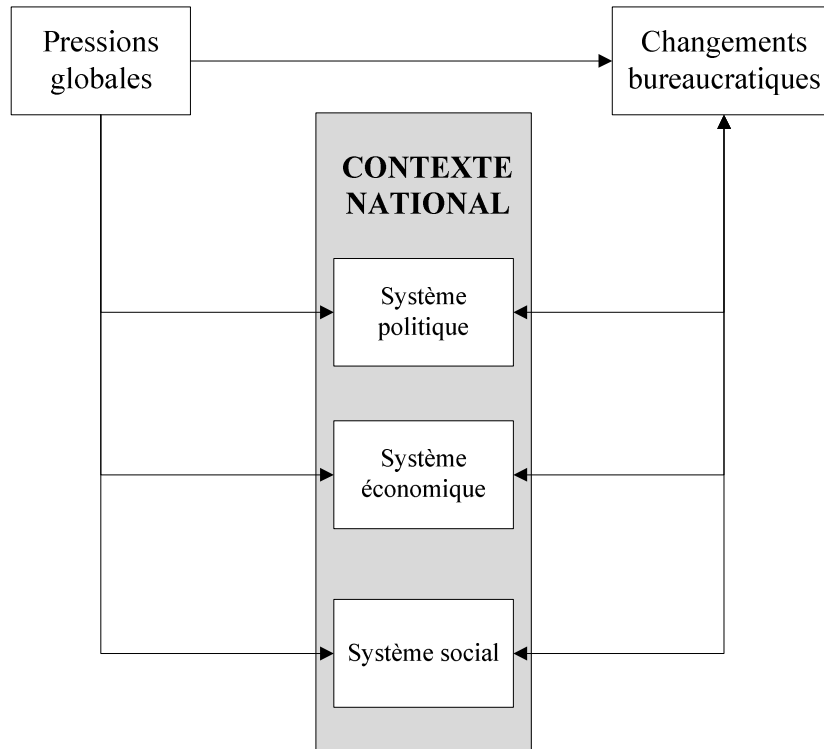 Pressions
globales
Changements
bureaucratiques
CONTEXTE
NATIONAL
Système
politique
Système
économique
Système social